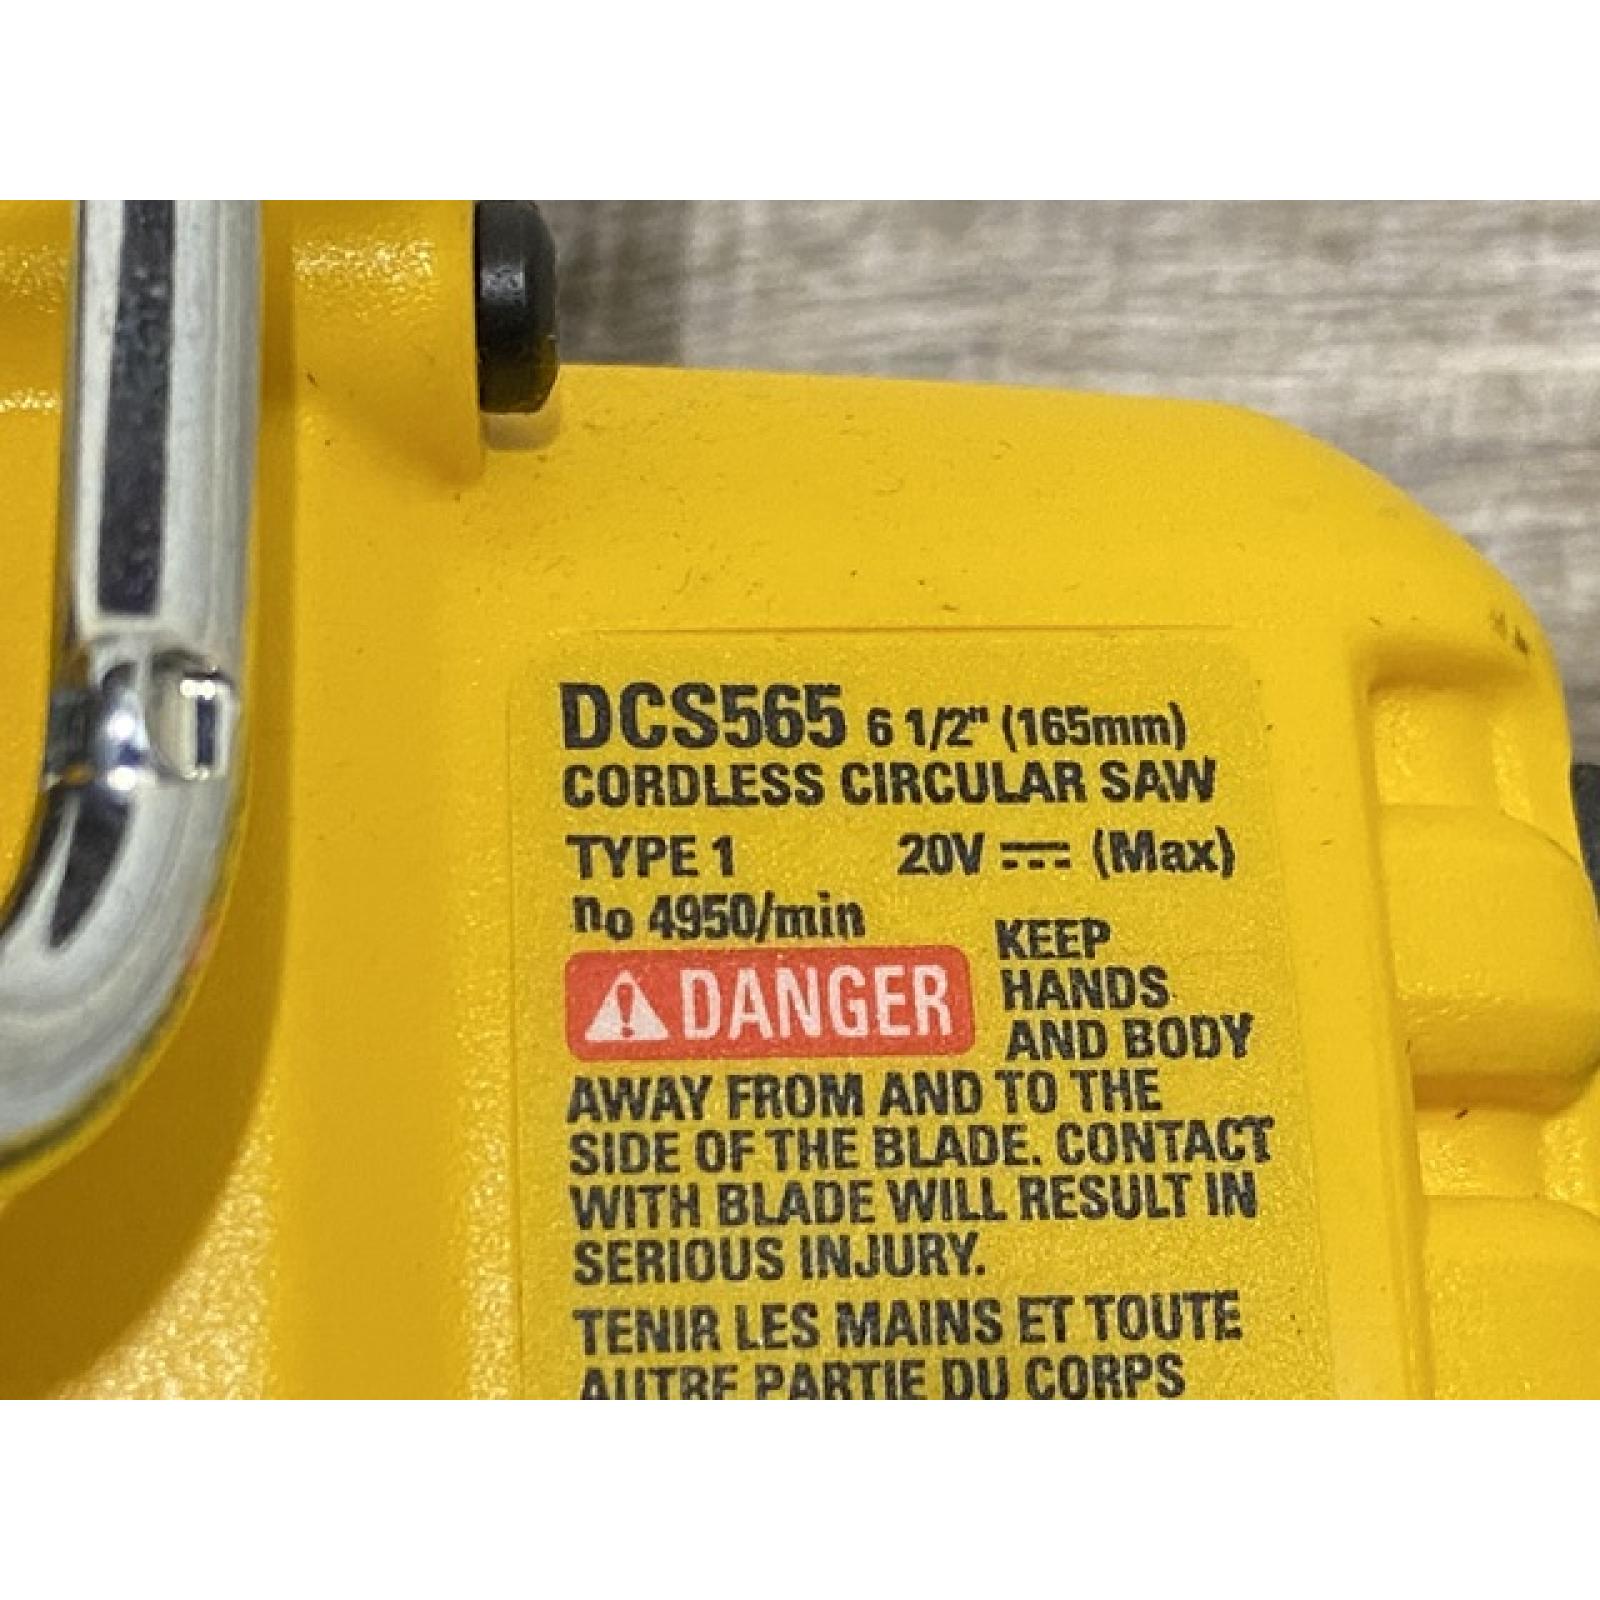 DCS565 6 1/2" (165mm)
CORDLESS CIRCULAR SAW
TYPE 1 20V ⎓ (Max)
no 4950/min
DANGER KEEP
HANDS
AND BODY
AWAY FROM AND TO THE
SIDE OF THE BLADE. CONTACT
WITH BLADE WILL RESULT IN
SERIOUS INJURY.
TENIR LES MAINS ET TOUTE
AUTRE PARTIE DU CORPS